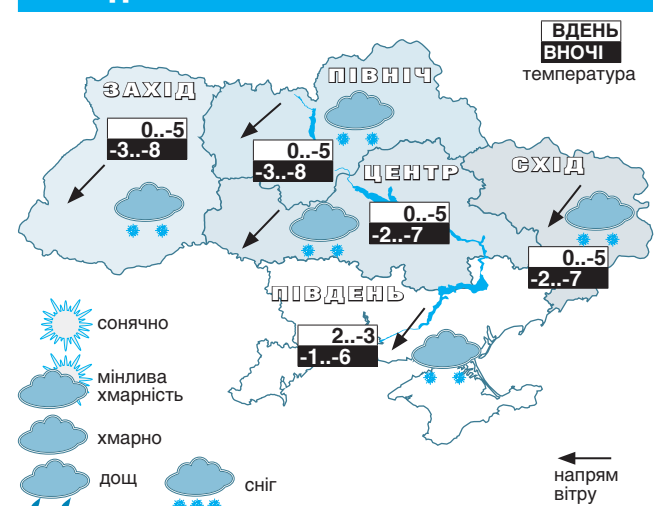 ВДЕНЬ
ВНОЧІ
температура
ПІВНІЧ
ЗАХІД
0..-5
-3..-8
0..-5
-3..-8
ЦЕНТР
СХІД
0..-5
-2..-7
0..-5
-2..-7
ПІВДЕНЬ
2..-3
-1..-6
сонячно
мінлива
хмарність
хмарно
дощ
сніг
напрям
вітру